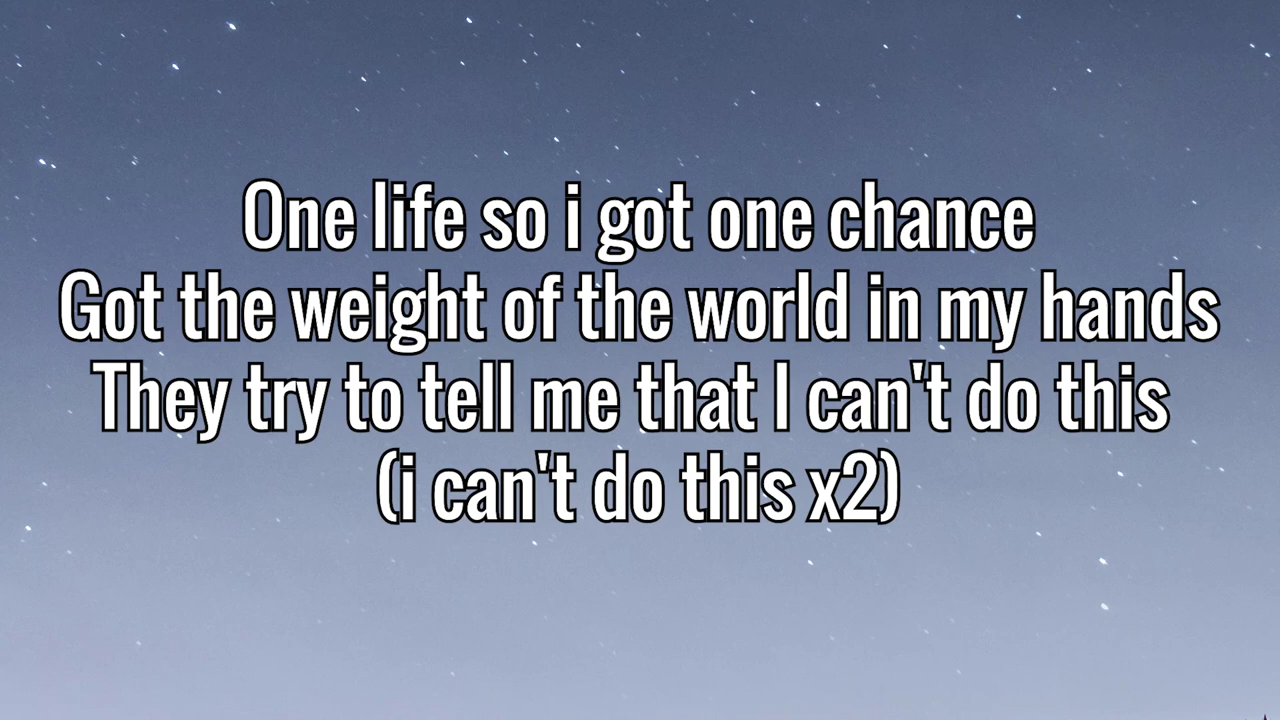 One life so i got one chance
Got the weight of the world in my hands
They try to tell me that I can't do this
(i can't do this x2)